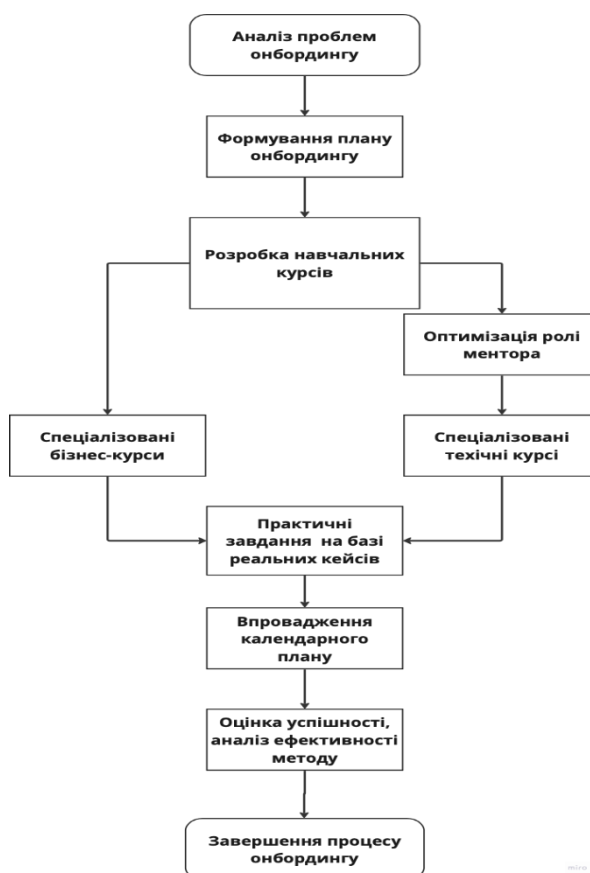 Аналіз проблем
онбордингу
Формування плану
онбордингу
Розробка навчальних
курсів
Оптимізація ролі
ментора
Спеціалізовані
бізнес-курси
Спеціалізовані
техічні курсі
Практичні
завдання на базі
реальних кейсів
Впровадження
календарного
плану
Оцінка успішності,
аналіз ефективності
методу
Завершення процесу
онбордингу
miro